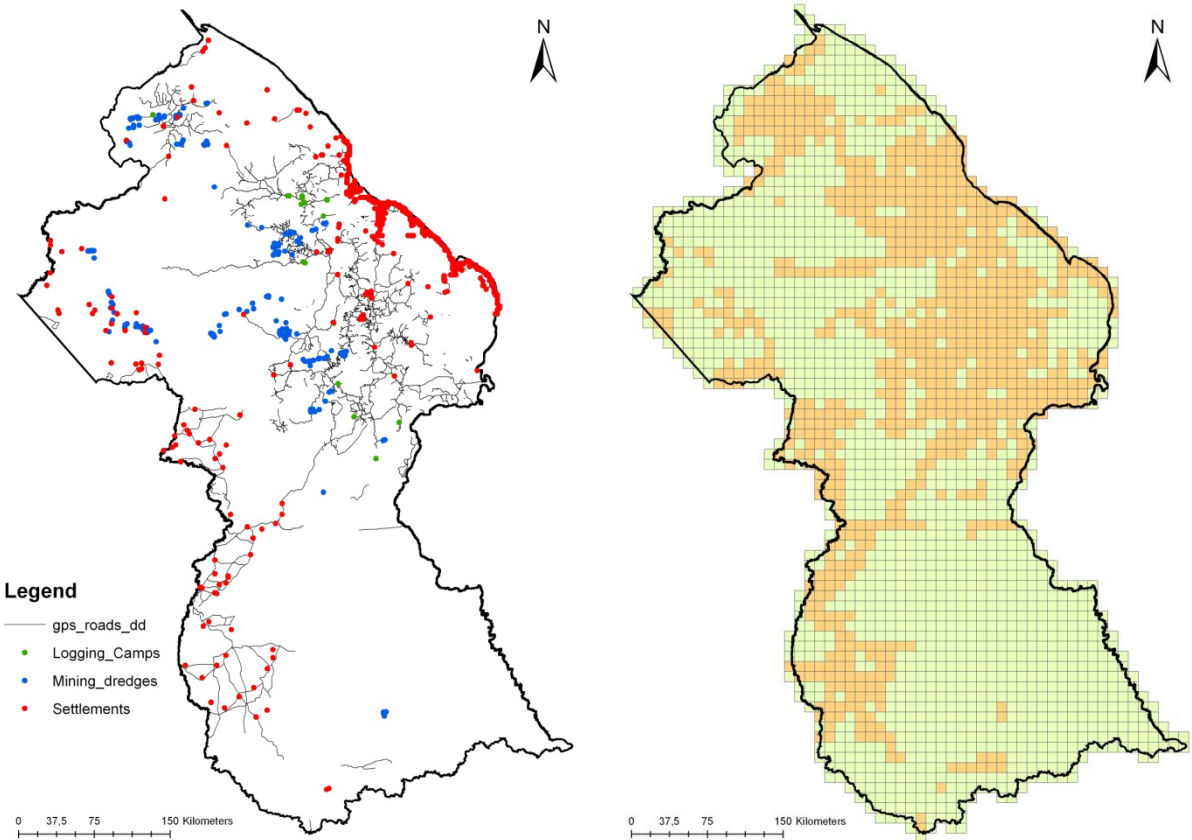 N
N
Legend
gps_roads_dd
Logging_Camps
Mining_dredges
Settlements
0 37,5 75 150 Kilometers
0 37,5 75 150 Kilometers